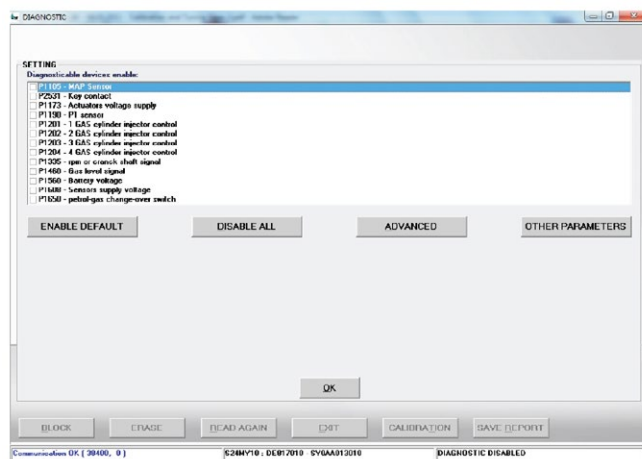 DIAGNOSTIC
SETTING
Diagnosticable devices enable:
P1105 - MAP Sensor
P2531 - Key contact
P1173 - Actuators voltage supply
P1190 - P1 sensor
P1201 - 1 GAS cylinder injector control
P1202 - 2 GAS cylinder injector control
P1203 - 3 GAS cylinder injector control
P1204 - 4 GAS cylinder injector control
P1335 - rpm or cranck shaft signal
P1460 - Gas level signal
P1560 - Battery voltage
P1600 - Sensors supply voltage
P1650 - petrol-gas change-over switch
ENABLE DEFAULT DISABLE ALL ADVANCED OTHER PARAMETERS
OK
BLOCK ERASE READ AGAIN EXIT CALIBRATION SAVE REPORT
Communication OK ( 38400, 0 ) S24MY10 : DE817010 - SY0AA013010 DIAGNOSTIC DISABLED